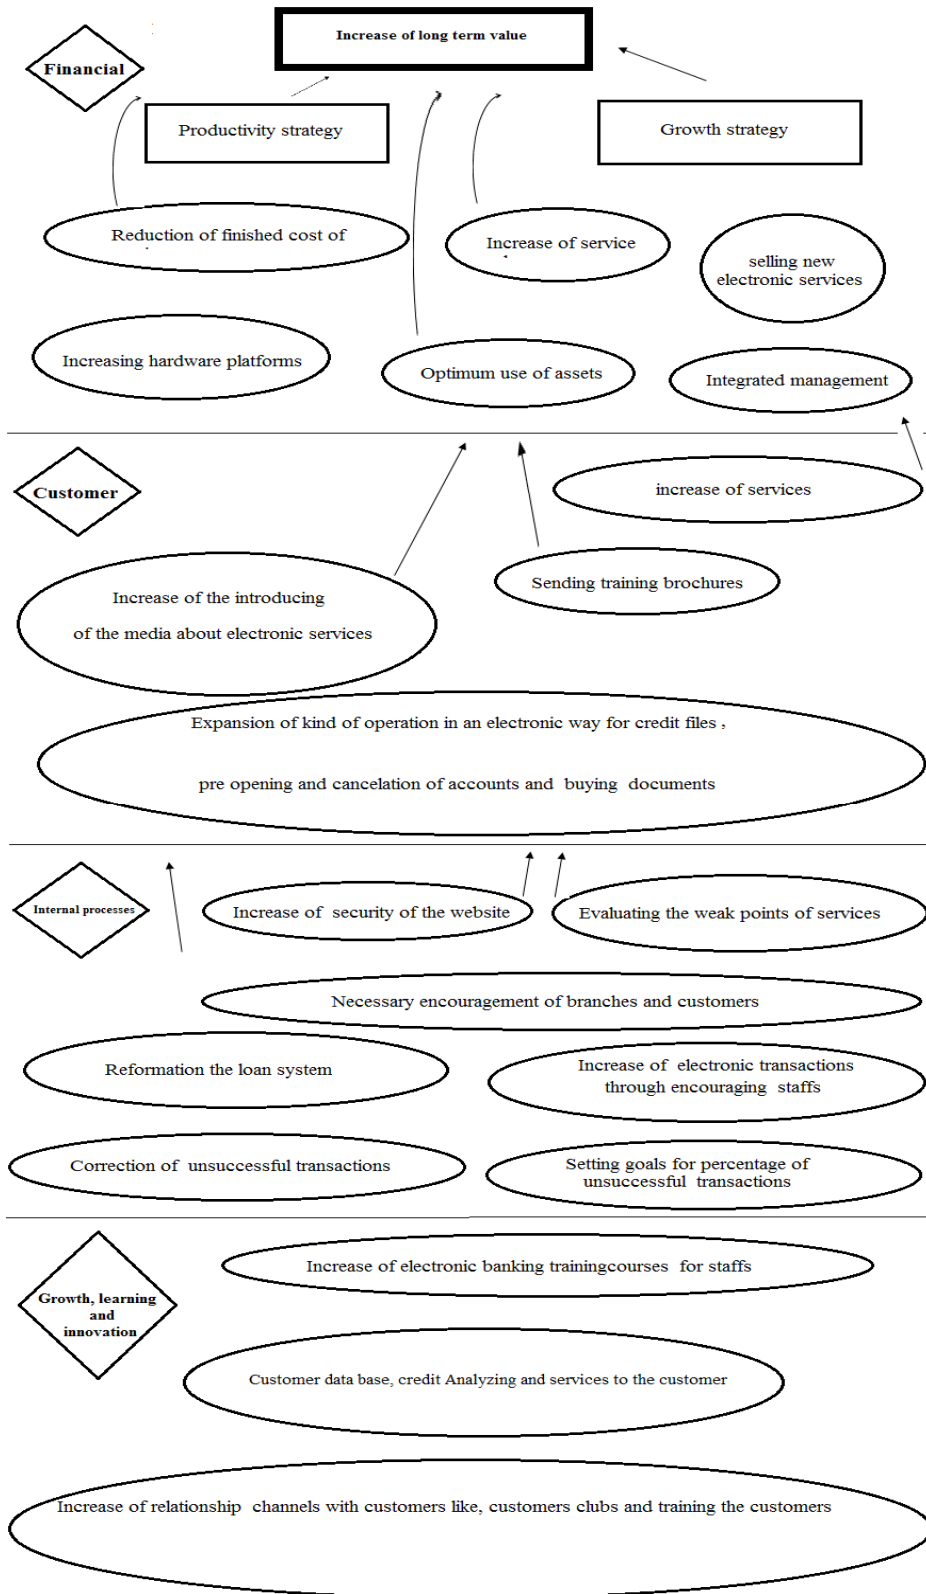 Increase of long term value
Financial
Productivity strategy
Growth strategy
Reduction of finished cost of
Increase of service
selling new
electronic services
Increasing hardware platforms
Optimum use of assets
Integrated management
Customer
increase of services
Increase of the introducing
of the media about electronic services
Sending training brochures
Expansion of kind of operation in an electronic way for credit files ,
pre opening and cancelation of accounts and buying documents
Internal processes
Increase of security of the website
Evaluating the weak points of services
Necessary encouragement of branches and customers
Reformation the loan system
Increase of electronic transactions
through encouraging staffs
Correction of unsuccessful transactions
Setting goals for percentage of
unsuccessful transactions
Growth, learning
and
innovation
Increase of electronic banking trainingcourses for staffs
Customer data base, credit Analyzing and services to the customer
Increase of relationship channels with customers like, customers clubs and training the customers